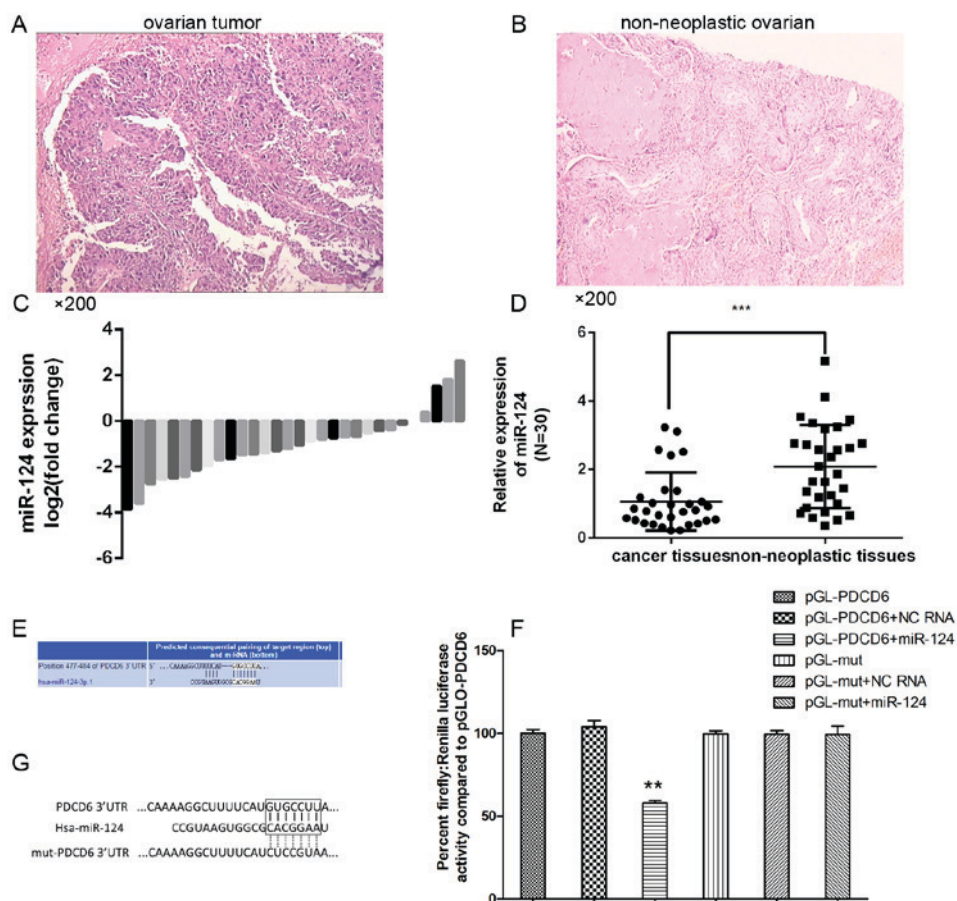 A
ovarian tumor
B
non-neoplastic ovarian
C
×200
miR-124 exprssion
log2(fold change)
4
2
0
-2
-4
-6
×200
D
***
Relative expression
of miR-124
(N=30)
6
4
2
0
cancer tissues
non-neoplastic tissues
E
Predicted consequential pairing of target region (top)
and miRNA (bottom)
Position 477-484 of PDCD6 3' UTR 5'
hsa-miR-124-3p.1 3'
F
pGL-PDCD6
pGL-PDCD6+NC RNA
pGL-PDCD6+miR-124
pGL-mut
pGL-mut+NC RNA
pGL-mut+miR-124
Percent firefly:Renilla luciferase
activity compared to pGLO-PDCD6
150
100
50
0
**
G
PDCD6 3'UTR ...CAAAAGGCUUUUCAUGUGCCUUA...
Hsa-miR-124 CCGUAAGUGGCGCACGGAAU
mut-PDCD6 3'UTR ...CAAAAGGCUUUUCAUCUCCGUAA...